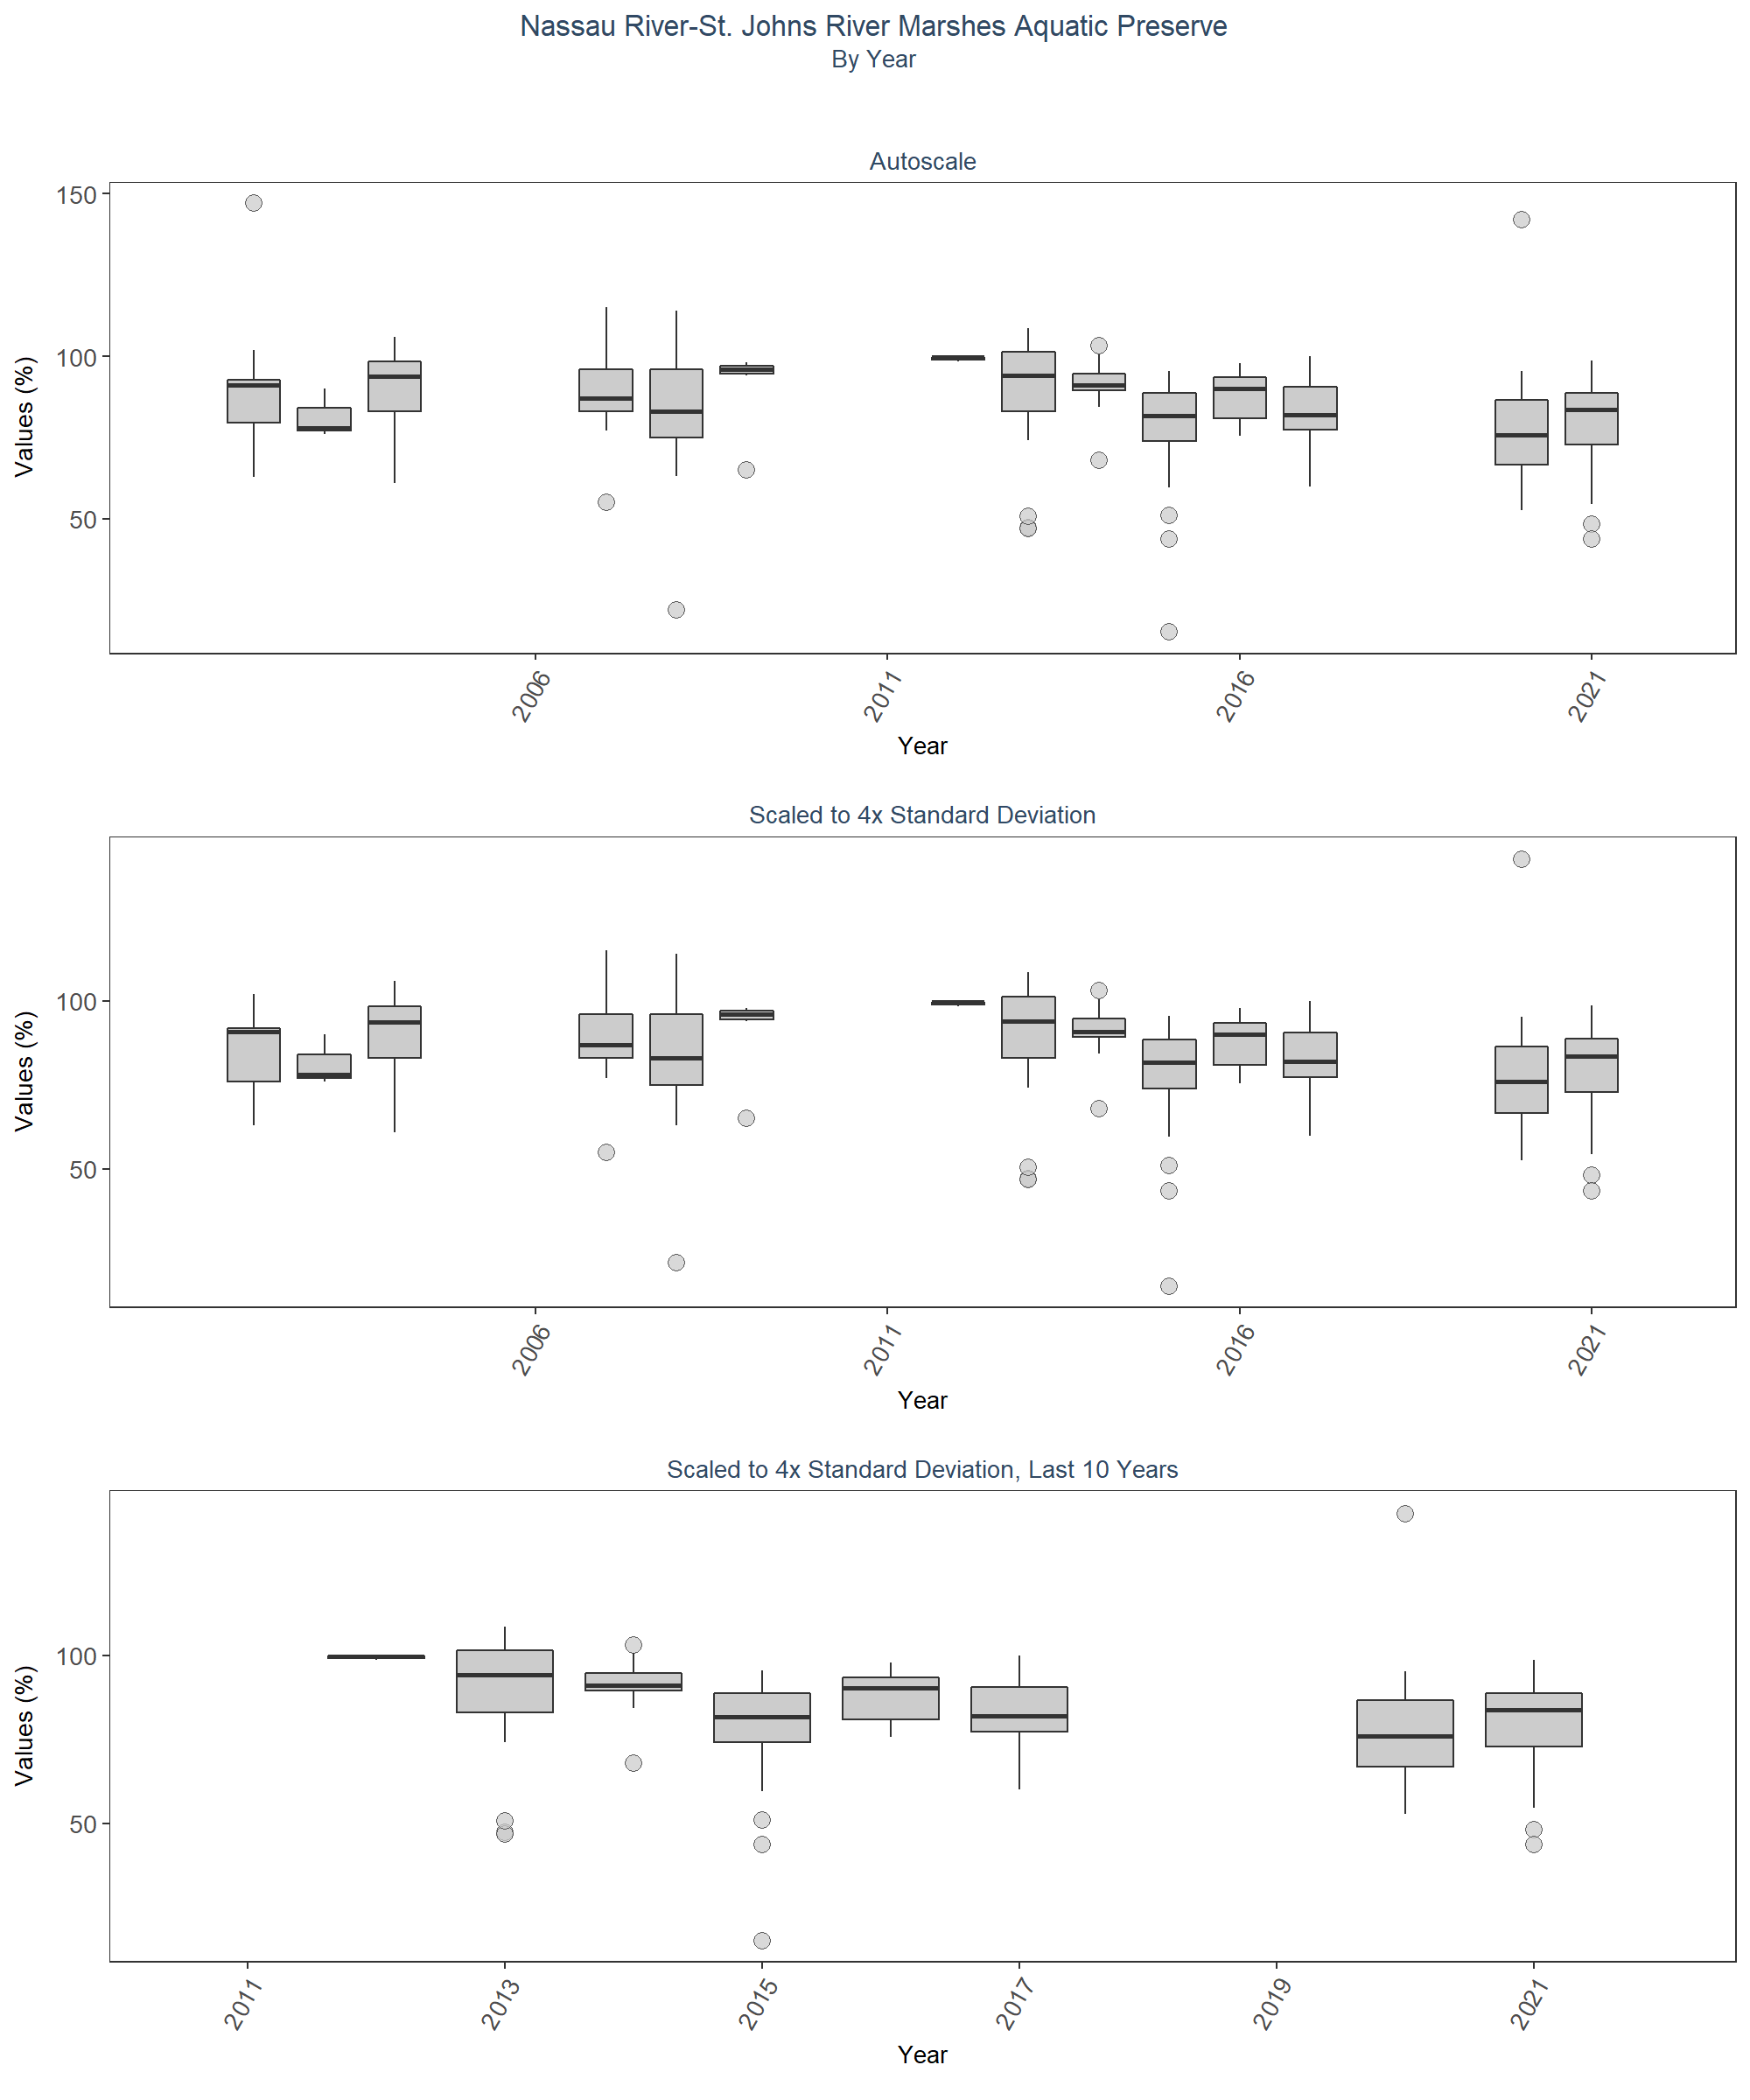 Nassau River-St. Johns River Marshes Aquatic Preserve
By Year
Autoscale
Values (%)
150
100
50
2006
2011
2016
2021
Year
Scaled to 4x Standard Deviation
Values (%)
100
50
2006
2011
2016
2021
Year
Scaled to 4x Standard Deviation, Last 10 Years
Values (%)
100
50
2011
2013
2015
2017
2019
2021
Year